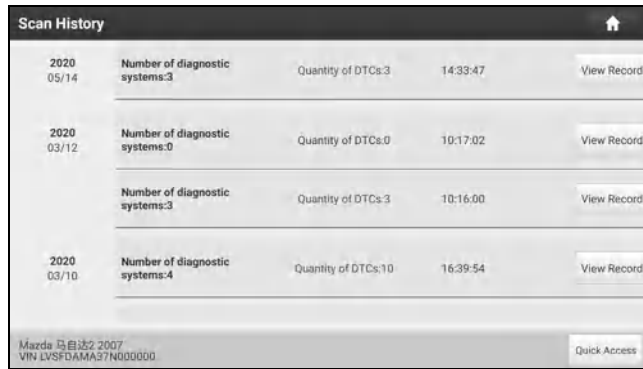 Scan History
2020
05/14
Number of diagnostic
systems:3
Quantity of DTCs:3
14:33:47
View Record
2020
03/12
Number of diagnostic
systems:0
Quantity of DTCs:0
10:17:02
View Record
Number of diagnostic
systems:3
Quantity of DTCs:3
10:16:00
View Record
2020
03/10
Number of diagnostic
systems:4
Quantity of DTCs:10
16:39:54
View Record
Mazda 马自达2 2007
VIN LVSFDAMA37N000000
Quick Access